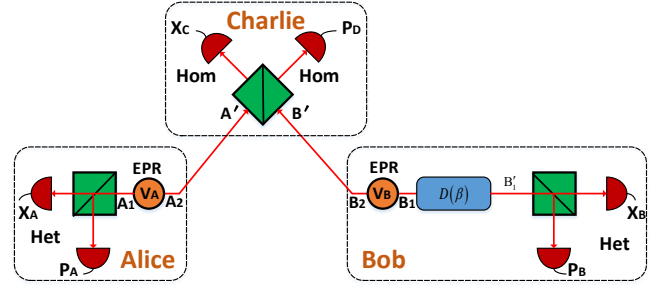 Charlie
XC
PD
Hom
Hom
A′
B′
EPR
EPR
VA
A1
A2
XA
Het
PA
Alice
B2
VB
B1
D(β)
B′1
XB
Het
PB
Bob